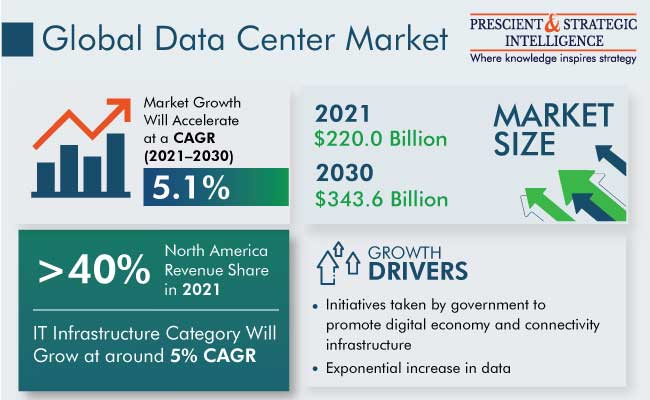 Global Data Center Market
PRESCIENT & STRATEGIC
INTELLIGENCE
Where knowledge inspires strategy
Market Growth
Will Accelerate
at a CAGR
(2021–2030)
5.1%
2021
$220.0 Billion
2030
$343.6 Billion
MARKET
SIZE
>40%
North America
Revenue Share
in 2021
IT Infrastructure Category Will
Grow at around 5% CAGR
GROWTH
DRIVERS
• Initiatives taken by government to
promote digital economy and connectivity
infrastructure
• Exponential increase in data